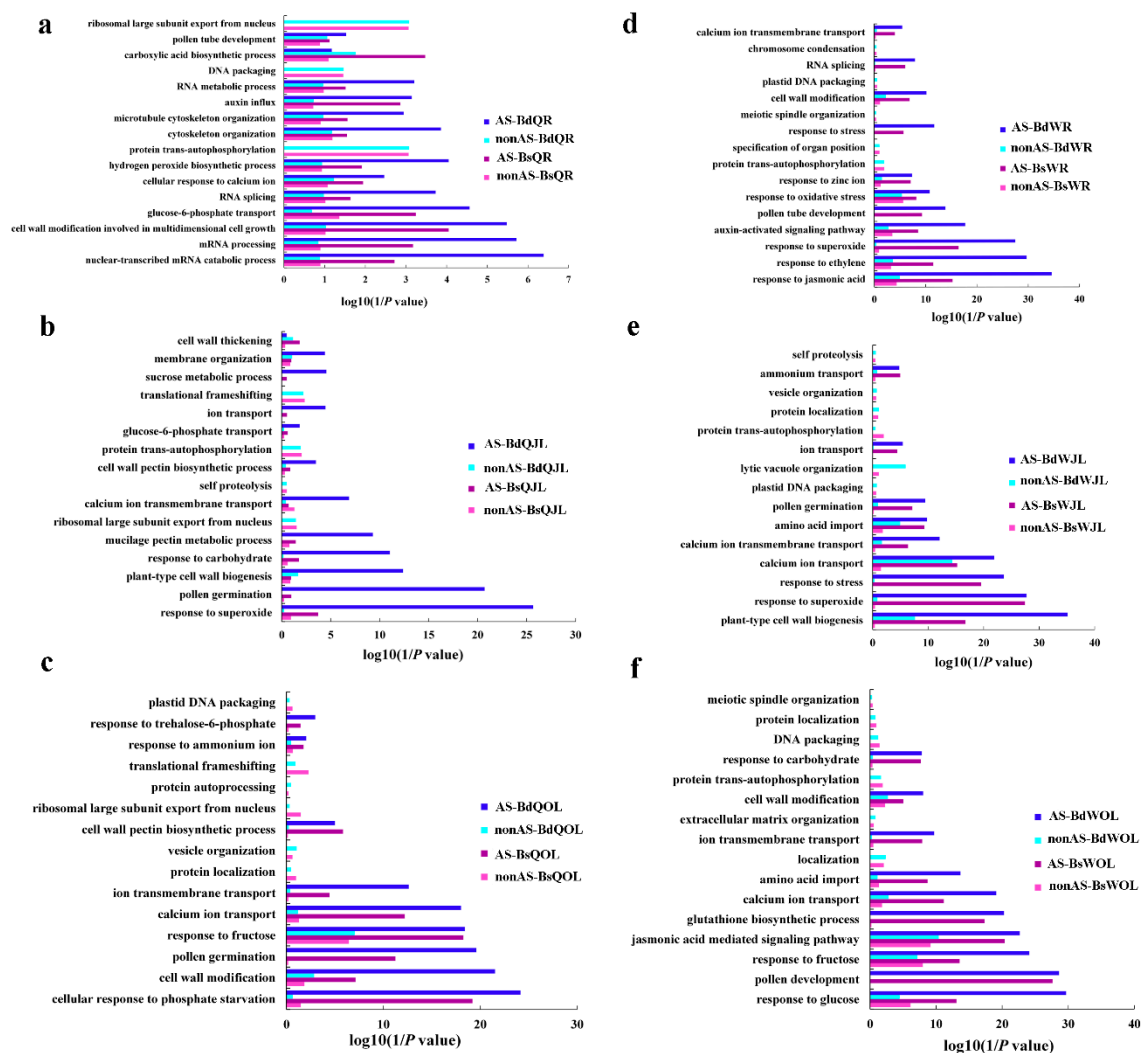 a
ribosomal large subunit export from nucleus
pollen tube development
carboxylic acid biosynthetic process
DNA packaging
RNA metabolic process
auxin influx
microtubule cytoskeleton organization
cytoskeleton organization
protein trans-autophosphorylation
hydrogen peroxide biosynthetic process
cellular response to calcium ion
RNA splicing
glucose-6-phosphate transport
cell wall modification involved in multidimensional cell growth
mRNA processing
nuclear-transcribed mRNA catabolic process
0 1 2 3 4 5 6 7
log10(1/P value)
AS-BdQR
nonAS-BdQR
AS-BsQR
nonAS-BsQR
b
cell wall thickening
membrane organization
sucrose metabolic process
translational frameshifting
ion transport
glucose-6-phosphate transport
protein trans-autophosphorylation
cell wall pectin biosynthetic process
self proteolysis
calcium ion transmembrane transport
ribosomal large subunit export from nucleus
mucilage pectin metabolic process
response to carbohydrate
plant-type cell wall biogenesis
pollen germination
response to superoxide
0 5 10 15 20 25 30
log10(1/P value)
AS-BdQJL
nonAS-BdQJL
AS-BsQJL
nonAS-BsQJL
c
plastid DNA packaging
response to trehalose-6-phosphate
response to ammonium ion
translational frameshifting
protein autoprocessing
ribosomal large subunit export from nucleus
cell wall pectin biosynthetic process
vesicle organization
protein localization
ion transmembrane transport
calcium ion transport
response to fructose
pollen germination
cell wall modification
cellular response to phosphate starvation
0 10 20 30
log10(1/P value)
AS-BdQOL
nonAS-BdQOL
AS-BsQOL
nonAS-BsQOL
d
calcium ion transmembrane transport
chromosome condensation
RNA splicing
plastid DNA packaging
cell wall modification
meiotic spindle organization
response to stress
specification of organ position
protein trans-autophosphorylation
response to zinc ion
response to oxidative stress
pollen tube development
auxin-activated signaling pathway
response to superoxide
response to ethylene
response to jasmonic acid
0 10 20 30 40
log10(1/P value)
AS-BdWR
nonAS-BdWR
AS-BsWR
nonAS-BsWR
e
self proteolysis
ammonium transport
vesicle organization
protein localization
protein trans-autophosphorylation
ion transport
lytic vacuole organization
plastid DNA packaging
pollen germination
amino acid import
calcium ion transmembrane transport
calcium ion transport
response to stress
response to superoxide
plant-type cell wall biogenesis
0 10 20 30 40
log10(1/P value)
AS-BdWJL
nonAS-BdWJL
AS-BsWJL
nonAS-BsWJL
f
meiotic spindle organization
protein localization
DNA packaging
response to carbohydrate
protein trans-autophosphorylation
cell wall modification
extracellular matrix organization
ion transmembrane transport
localization
amino acid import
calcium ion transport
glutathione biosynthetic process
jasmonic acid mediated signaling pathway
response to fructose
pollen development
response to glucose
0 10 20 30 40
log10(1/P value)
AS-BdWOL
nonAS-BdWOL
AS-BsWOL
nonAS-BsWOL